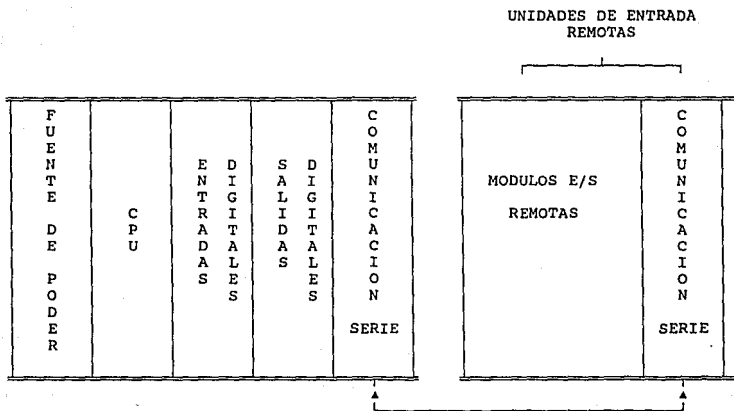 UNIDADES DE ENTRADA
REMOTAS
FUENTE DE PODER
CPU
ENTRADAS
DIGITALES
SALIDAS
DIGITALES
COMUNICACION
SERIE
MODULOS E/S
REMOTAS
COMUNICACION
SERIE